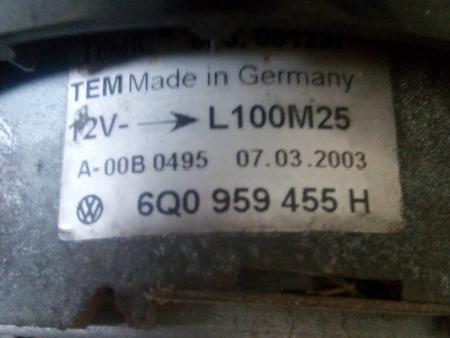 TEM Made in Germany
12V- → L100M25
A-00B 0495 07.03.2003
6Q0 959 455 H